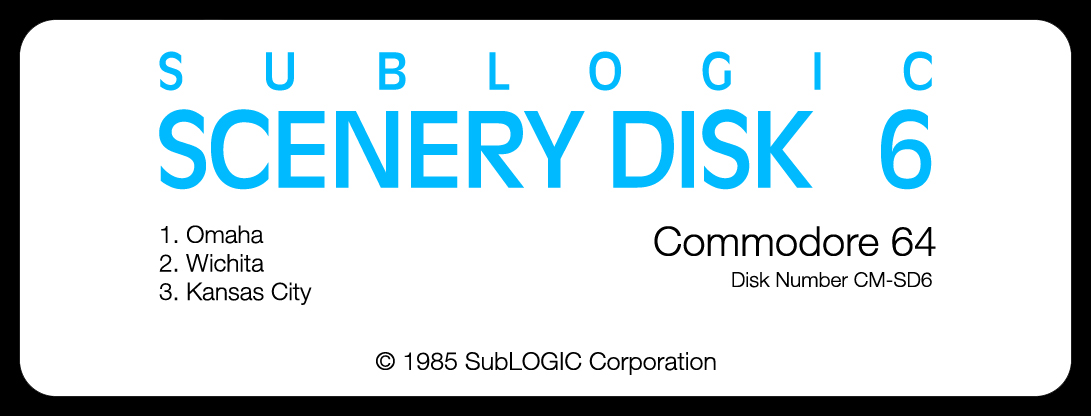 SUBLOGIC
SCENERY DISK 6
1. Omaha
2. Wichita
3. Kansas City
Commodore 64
Disk Number CM-SD6
© 1985 SubLOGIC Corporation